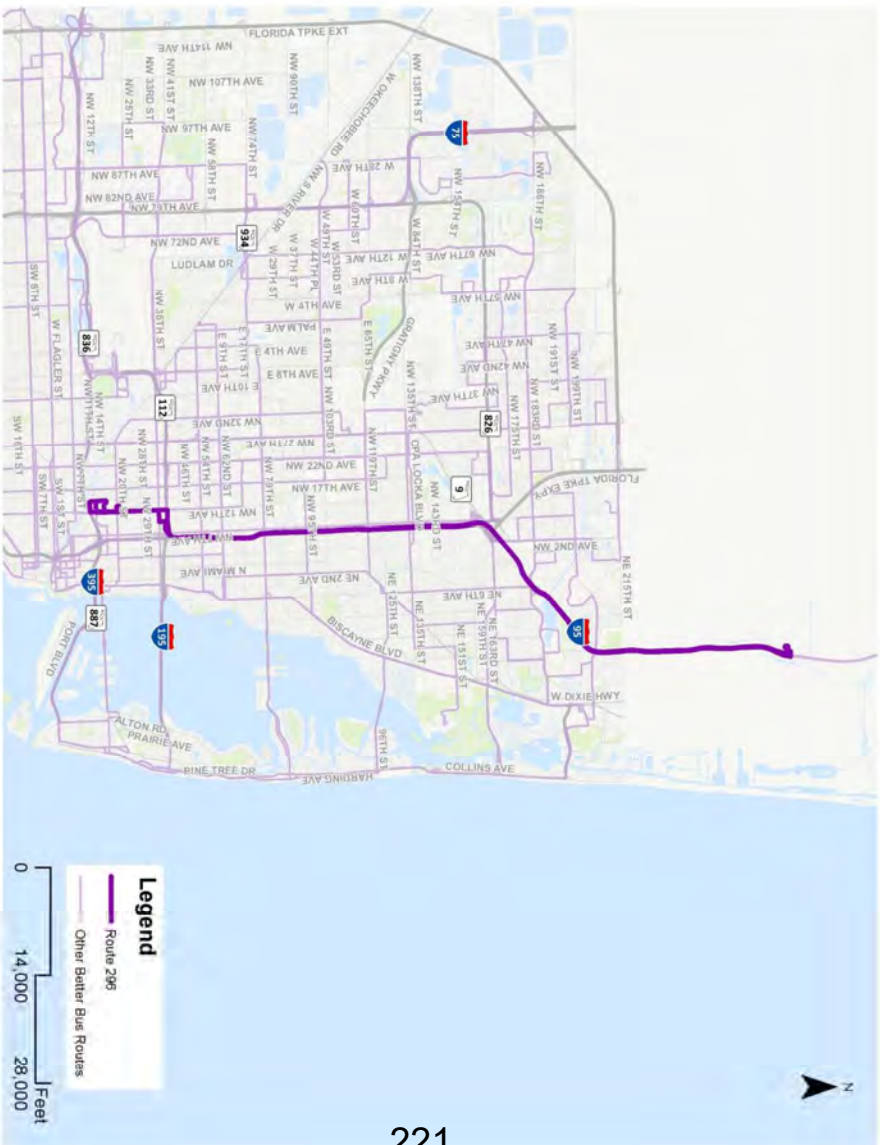 FLORIDA TPKE EXT
NW 114TH AVE
NW 107TH AVE
NW 97TH AVE
NW 87TH AVE
NW 82ND AVE
NW 79TH AVE
NW 72ND AVE
LUDLAM DR
NW 12TH ST
NW 25TH ST
NW 33RD ST
NW 41ST ST
NW 58TH ST
NW 74TH ST
NW 90TH ST
W OKEECHOBEE RD
NW S RIVER DR
NW 138TH ST
NW 154TH ST
NW 186TH ST
75
W 28TH AVE
W 60TH ST
W 84TH ST
W 49TH ST
W 53RD ST
W 44TH PL
W 37TH ST
W 29TH ST
934
W 12TH AVE
NW 67TH AVE
W 8TH AVE
NW 57TH AVE
W 4TH AVE
PALM AVE
E 4TH AVE
E 8TH AVE
E 10TH AVE
E 9TH ST
E 17TH ST
E 49TH ST
E 65TH ST
GRATIGNY PKWY
NW 47TH AVE
NW 42ND AVE
NW 37TH AVE
NW 191ST ST
NW 199TH ST
NW 183RD ST
NW 175TH ST
826
SW 8TH ST
W FLAGLER ST
836
NW 36TH ST
112
NW 32ND AVE
NW 27TH AVE
NW 22ND AVE
NW 17TH AVE
NW 12TH AVE
NW 7TH AVE
NW 103RD ST
NW 119TH ST
NW 135TH ST
OPA LOCKA BLVD
NW 143RD ST
9
FLORIDA TPKE EXPY
SW 16TH ST
SW 7TH ST
SW 1ST ST
NW 7TH ST
NW 11TH ST
NW 14TH ST
NW 20TH ST
NW 28TH ST
NW 29TH ST
NW 46TH ST
NW 54TH ST
NW 62ND ST
NW 79TH ST
NW 95TH ST
N MIAMI AVE
NE 2ND AVE
NW 2ND AVE
NE 6TH AVE
NE 125TH ST
NE 135TH ST
NE 151ST ST
NE 159TH ST
NE 163RD ST
NE 215TH ST
BISCAYNE BLVD
W DIXIE HWY
95
395
887
195
PORT BLVD
ALTON RD
PRAIRIE AVE
PINE TREE DR
HARDING AVE
96TH ST
COLLINS AVE
N
Legend
Route 296
Other Better Bus Routes
0 14,000 28,000
Feet
221